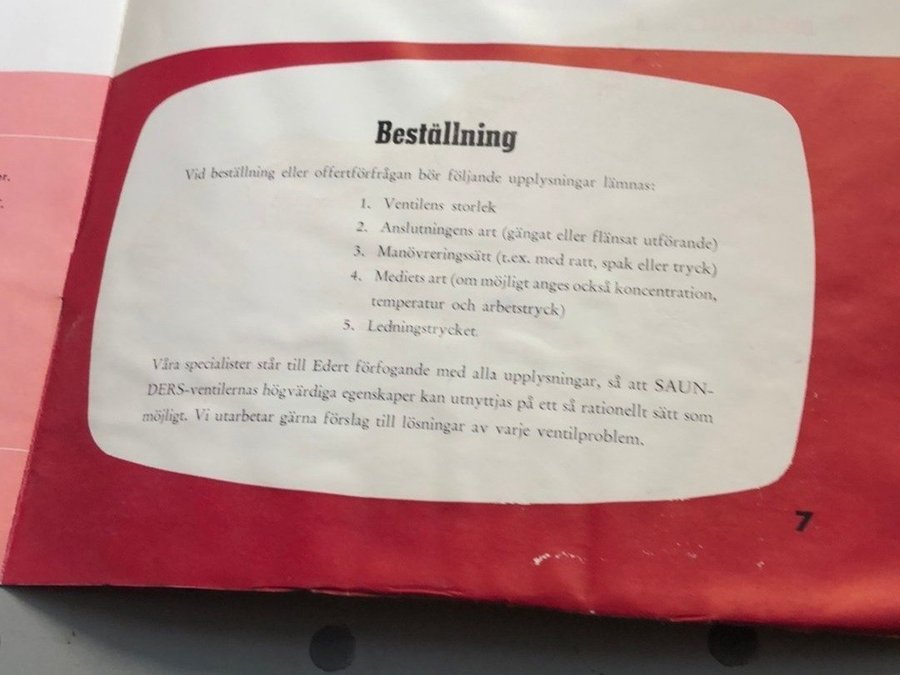 Beställning
Vid beställning eller offertförfrågan bör följande upplysningar lämnas:
1. Ventilens storlek
2. Anslutningens art (gängat eller flänsat utförande)
3. Manövreringssätt (t.ex. med ratt, spak eller tryck)
4. Mediets art (om möjligt anges också koncentration,
temperatur och arbetstryck)
5. Ledningstrycket.
Våra specialister står till Edert förfogande med alla upplysningar, så att SAUN-
DERS-ventilernas högvärdiga egenskaper kan utnyttjas på ett så rationellt sätt som
möjligt. Vi utarbetar gärna förslag till lösningar av varje ventilproblem.
7